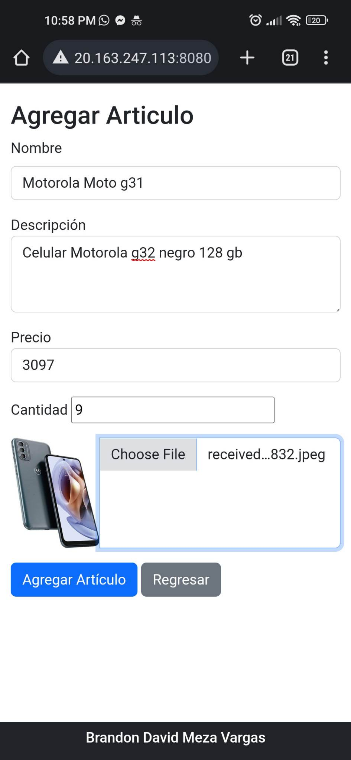 10:58 PM 20
20.163.247.113:8080 21
Agregar Articulo
Nombre
Motorola Moto g31
Descripción
Celular Motorola g32 negro 128 gb
Precio
3097
Cantidad 9
Choose File received...832.jpeg
Agregar Artículo Regresar
Brandon David Meza Vargas